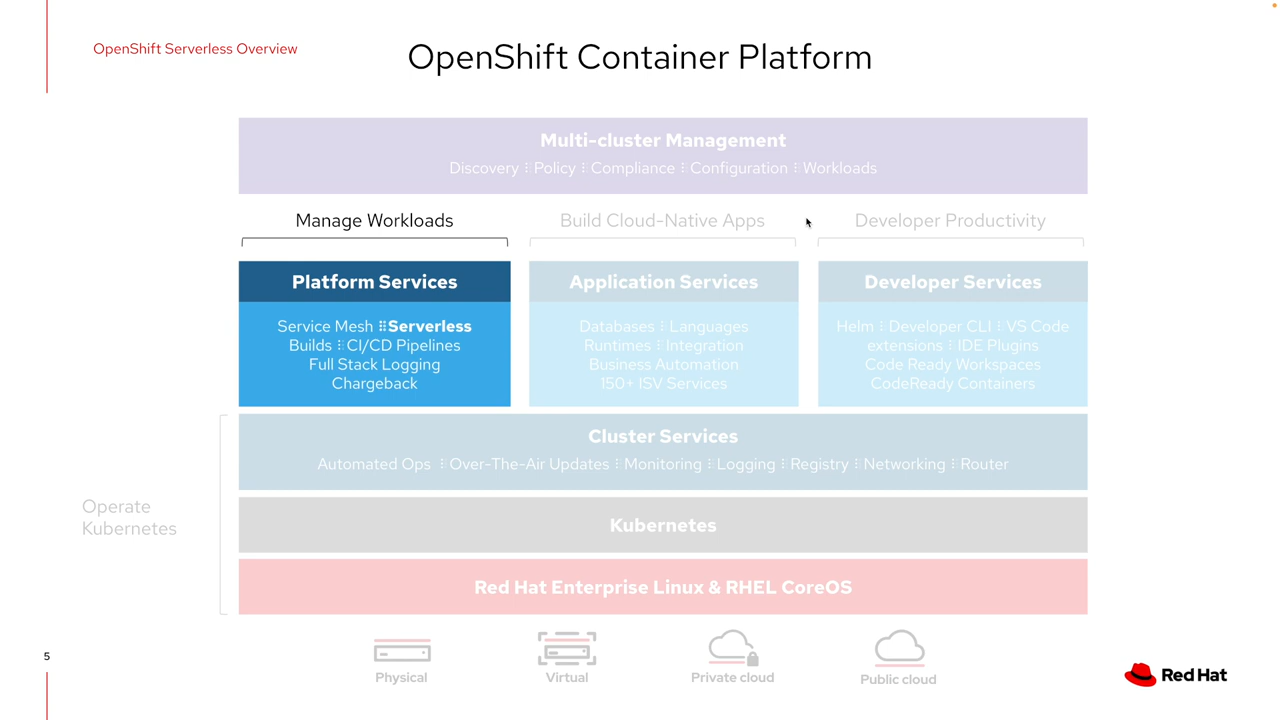 OpenShift Serverless Overview
OpenShift Container Platform
Multi-cluster Management
Discovery ⫶ Policy ⫶ Compliance ⫶ Configuration ⫶ Workloads
Manage Workloads
Build Cloud-Native Apps
Developer Productivity
Platform Services
Service Mesh ⫶Serverless
Builds ⫶ CI/CD Pipelines
Full Stack Logging
Chargeback
Application Services
Databases ⫶ Languages
Runtimes ⫶ Integration
Business Automation
150+ ISV Services
Developer Services
Helm ⫶ Developer CLI ⫶ VS Code
extensions ⫶ IDE Plugins
Code Ready Workspaces
CodeReady Containers
Operate
Kubernetes
Cluster Services
Automated Ops ⫶ Over-The-Air Updates ⫶ Monitoring ⫶ Logging ⫶ Registry ⫶ Networking ⫶ Router
Kubernetes
Red Hat Enterprise Linux & RHEL CoreOS
Physical
Virtual
Private cloud
Public cloud
5
Red Hat